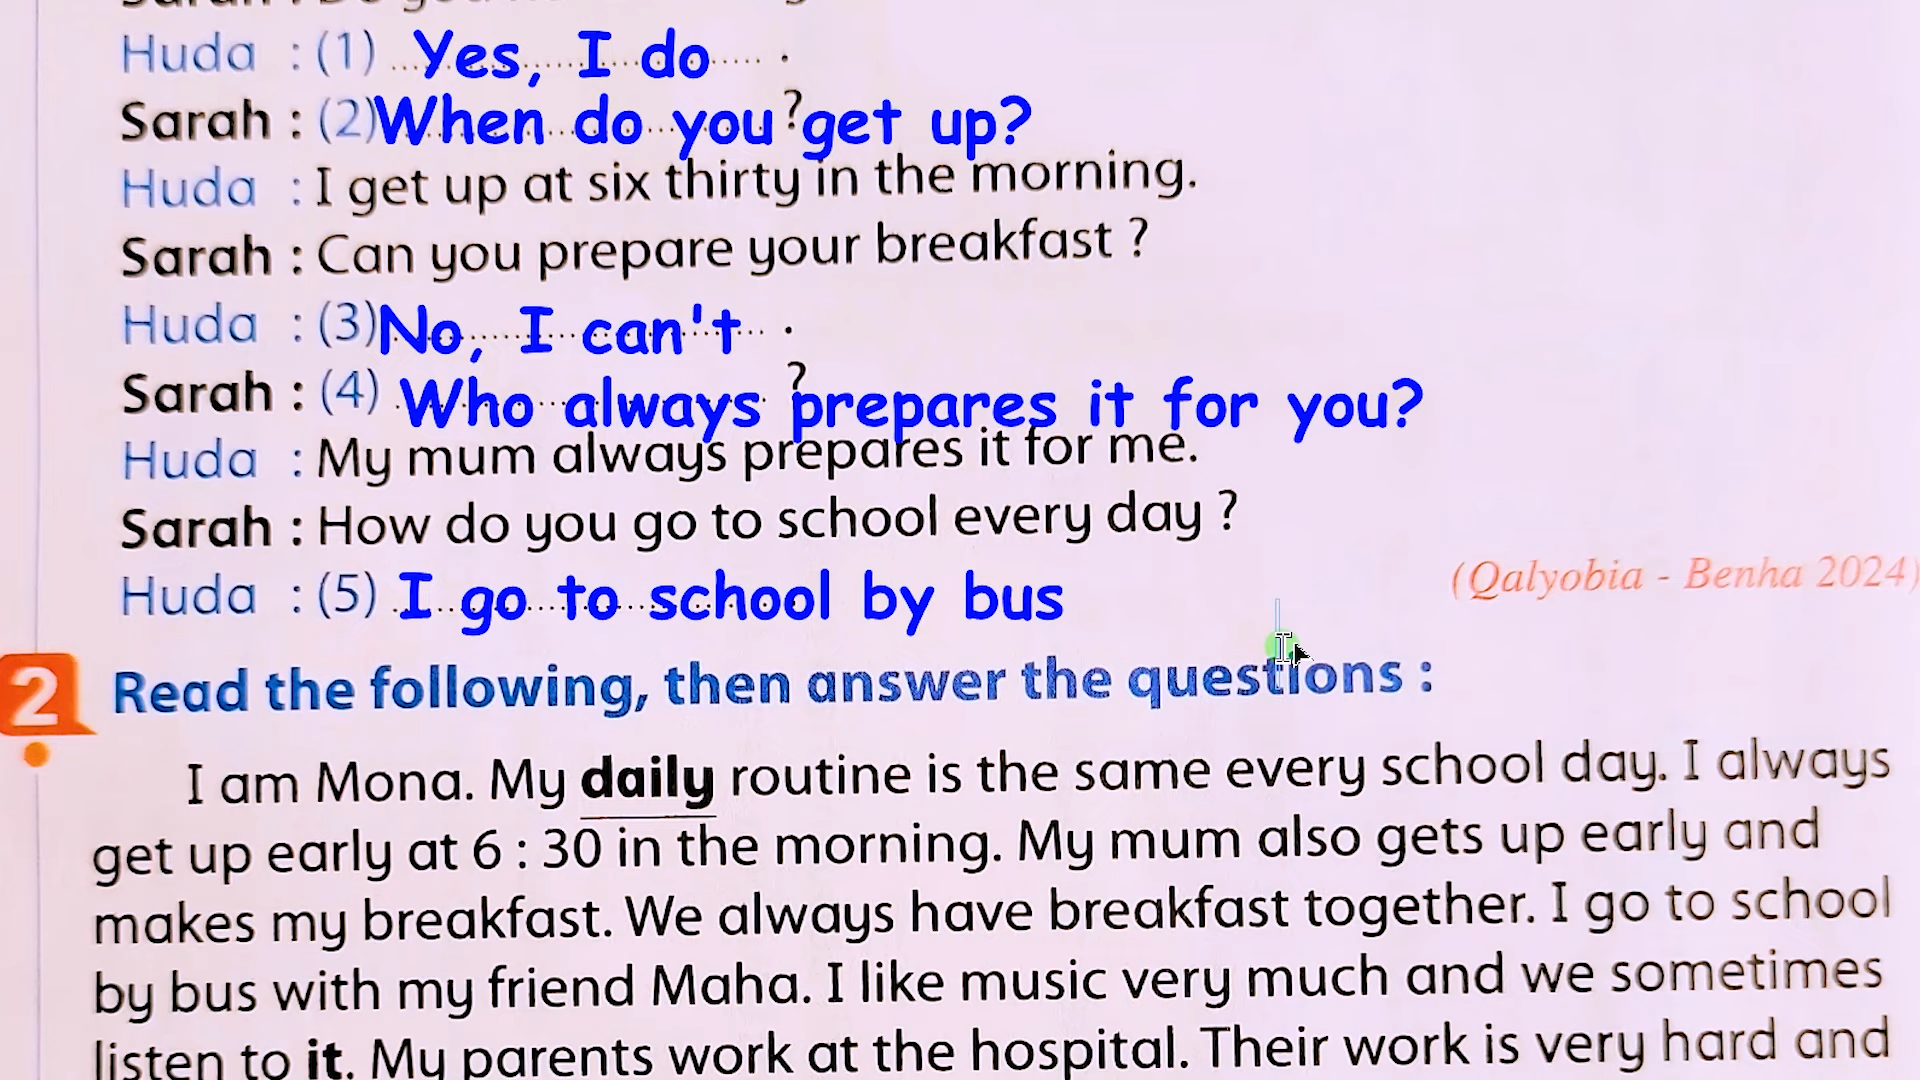 Huda : (1) Yes, I do .
Sarah : (2) When do you get up? ?
Huda : I get up at six thirty in the morning.
Sarah : Can you prepare your breakfast ?
Huda : (3) No, I can't .
Sarah : (4) Who always prepares it for you? ?
Huda : My mum always prepares it for me.
Sarah : How do you go to school every day ?
Huda : (5) I go to school by bus
(Qalyobia - Benha 2024)
2 Read the following, then answer the questions :
I am Mona. My daily routine is the same every school day. I always
get up early at 6 : 30 in the morning. My mum also gets up early and
makes my breakfast. We always have breakfast together. I go to school
by bus with my friend Maha. I like music very much and we sometimes
listen to it. My parents work at the hospital. Their work is very hard and